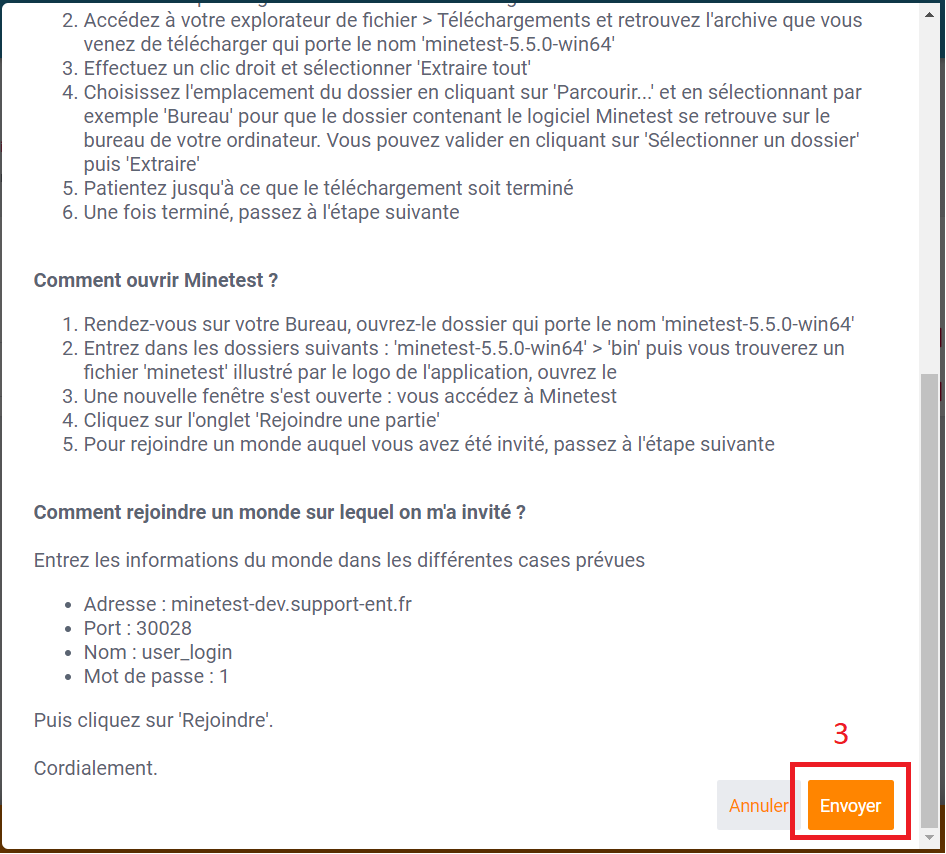 2. Accédez à votre explorateur de fichier > Téléchargements et retrouvez l'archive que vous
venez de télécharger qui porte le nom 'minetest-5.5.0-win64'
3. Effectuez un clic droit et sélectionner 'Extraire tout'
4. Choisissez l'emplacement du dossier en cliquant sur 'Parcourir...' et en sélectionnant par
exemple 'Bureau' pour que le dossier contenant le logiciel Minetest se retrouve sur le
bureau de votre ordinateur. Vous pouvez valider en cliquant sur 'Sélectionner un dossier'
puis 'Extraire'
5. Patientez jusqu'à ce que le téléchargement soit terminé
6. Une fois terminé, passez à l'étape suivante
Comment ouvrir Minetest ?
1. Rendez-vous sur votre Bureau, ouvrez-le dossier qui porte le nom 'minetest-5.5.0-win64'
2. Entrez dans les dossiers suivants : 'minetest-5.5.0-win64' > 'bin' puis vous trouverez un
fichier 'minetest' illustré par le logo de l'application, ouvrez le
3. Une nouvelle fenêtre s'est ouverte : vous accédez à Minetest
4. Cliquez sur l'onglet 'Rejoindre une partie'
5. Pour rejoindre un monde auquel vous avez été invité, passez à l'étape suivante
Comment rejoindre un monde sur lequel on m'a invité ?
Entrez les informations du monde dans les différentes cases prévues
• Adresse : minetest-dev.support-ent.fr
• Port : 30028
• Nom : user_login
• Mot de passe : 1
Puis cliquez sur 'Rejoindre'.
3
Cordialement.
Annuler Envoyer